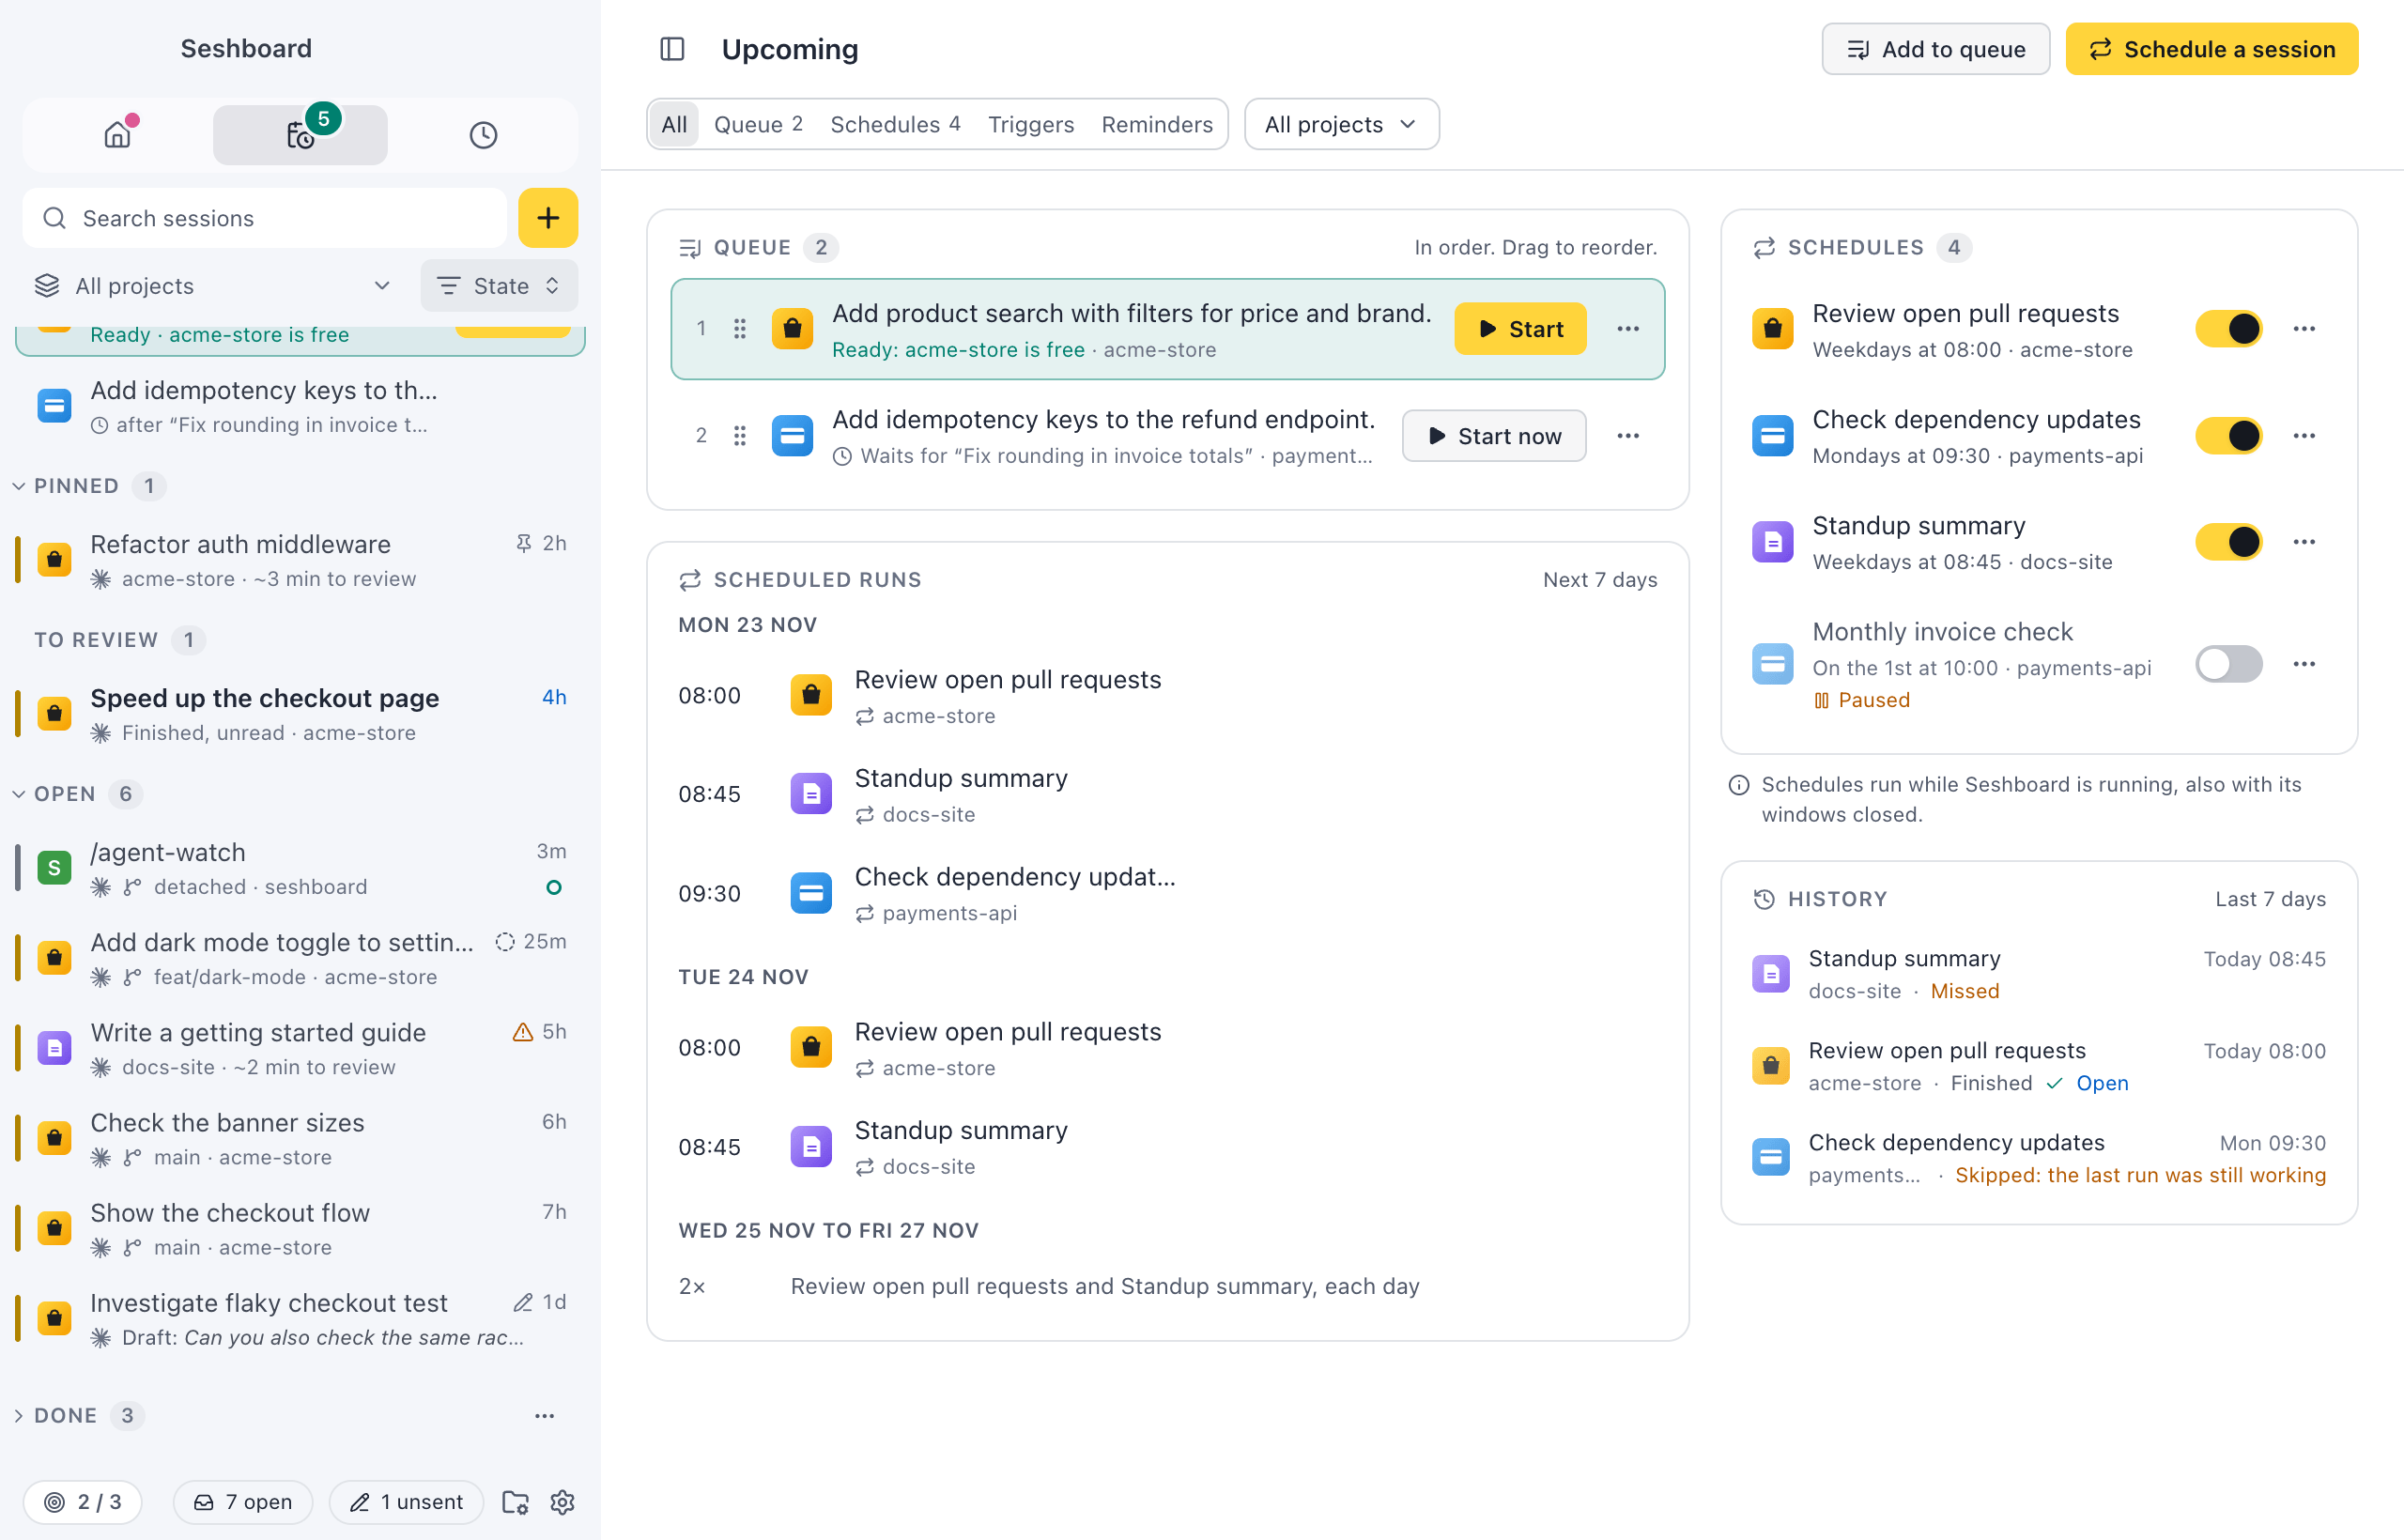 Seshboard
5
Search sessions
All projects
State
Ready · acme-store is free
Add idempotency keys to th...
after “Fix rounding in invoice t...
PINNED 1
Refactor auth middleware 2h
acme-store · ~3 min to review
TO REVIEW 1
Speed up the checkout page 4h
Finished, unread · acme-store
OPEN 6
S
/agent-watch 3m
detached · seshboard
Add dark mode toggle to settin... 25m
feat/dark-mode · acme-store
Write a getting started guide 5h
docs-site · ~2 min to review
Check the banner sizes 6h
main · acme-store
Show the checkout flow 7h
main · acme-store
Investigate flaky checkout test 1d
Draft: Can you also check the same rac...
DONE 3
2 / 3
7 open
1 unsent
Upcoming
Add to queue
Schedule a session
All
Queue 2
Schedules 4
Triggers
Reminders
All projects
QUEUE 2
In order. Drag to reorder.
1
Add product search with filters for price and brand.
Ready: acme-store is free · acme-store
Start
2
Add idempotency keys to the refund endpoint.
Waits for “Fix rounding in invoice totals” · payment...
Start now
SCHEDULED RUNS
Next 7 days
MON 23 NOV
08:00
Review open pull requests
acme-store
08:45
Standup summary
docs-site
09:30
Check dependency updat...
payments-api
TUE 24 NOV
08:00
Review open pull requests
acme-store
08:45
Standup summary
docs-site
WED 25 NOV TO FRI 27 NOV
2×
Review open pull requests and Standup summary, each day
SCHEDULES 4
Review open pull requests
Weekdays at 08:00 · acme-store
Check dependency updates
Mondays at 09:30 · payments-api
Standup summary
Weekdays at 08:45 · docs-site
Monthly invoice check
On the 1st at 10:00 · payments-api
Paused
Schedules run while Seshboard is running, also with its
windows closed.
HISTORY
Last 7 days
Standup summary
Today 08:45
docs-site · Missed
Review open pull requests
Today 08:00
acme-store · Finished
Open
Check dependency updates
Mon 09:30
payments... · Skipped: the last run was still working